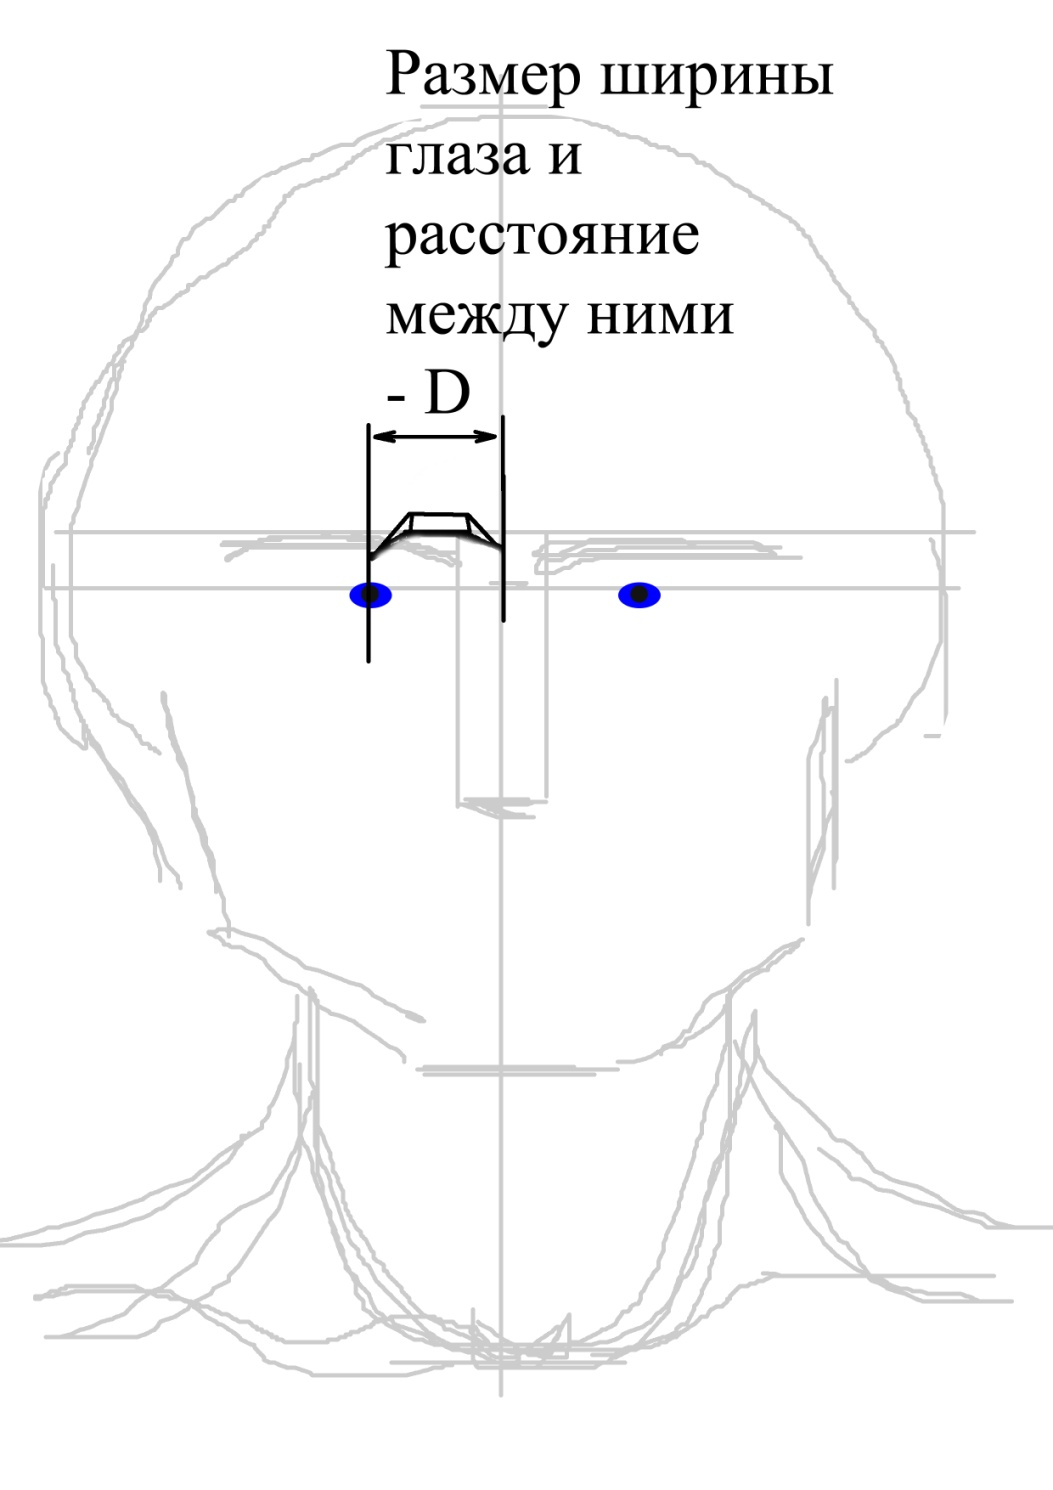 Размер ширины
глаза и
расстояние
между ними
- D